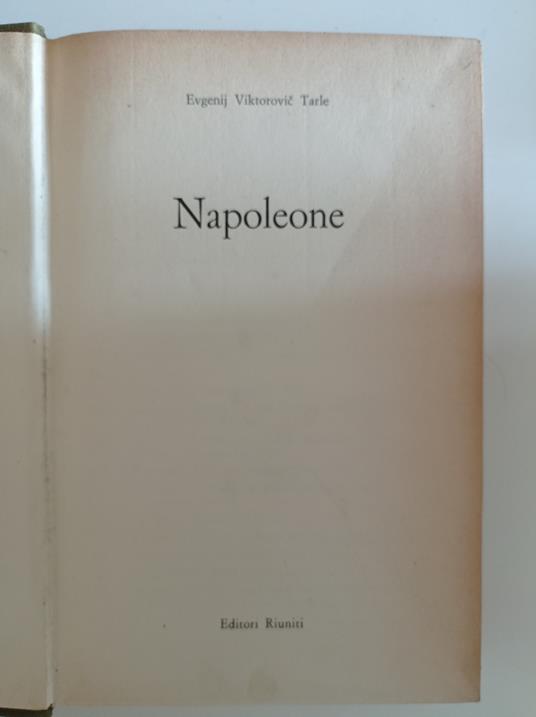 Evgenij Viktorovič Tarle
Napoleone
Editori Riuniti